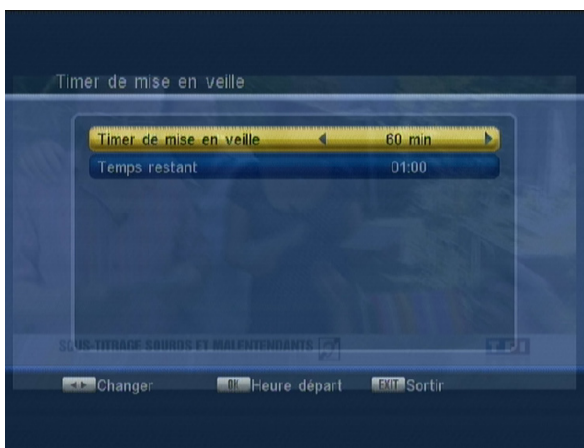 Timer de mise en veille
Timer de mise en veille 60 min
Temps restant 01:00
SOUS-TITRAGE SOURDS ET MALENTENDANTS TF1
Changer OK Heure départ EXIT Sortir